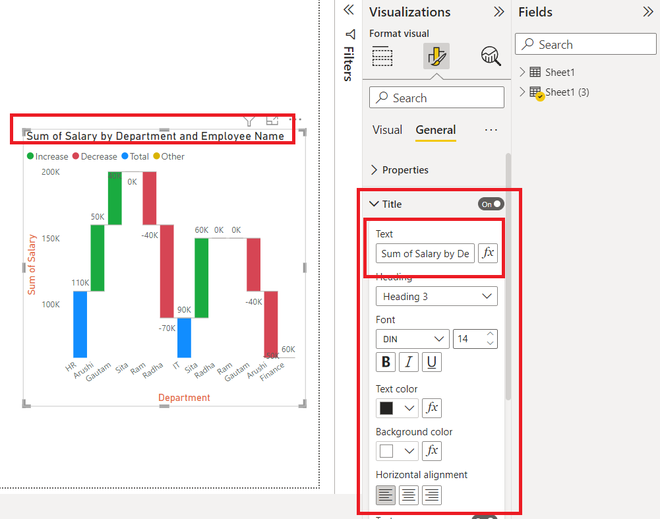 Sum of Salary by Department and Employee Name
Increase Decrease Total Other
Sum of Salary
200K
150K
100K
110K
50K
0K
-40K
-70K
90K
60K
0K
0K
-40K
60K
HR
Arushi
Gautam
Sita
Ram
Radha
IT
Sita
Radha
Ram
Gautam
Arushi
Finance
Department
Filters
Visualizations
Format visual
Search
Visual General
Properties
Title On
Text
Sum of Salary by De fx
Heading
Heading 3
Font
DIN 14
B I U
Text color
fx
Background color
fx
Horizontal alignment
Fields
Search
Sheet1
Sheet1 (3)